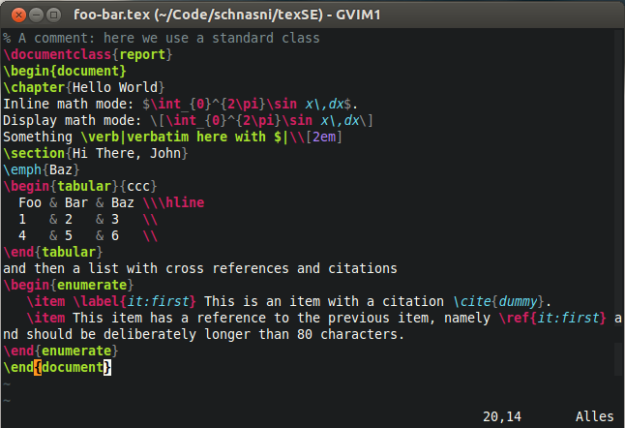 foo-bar.tex (~/Code/schnasni/texSE) - GVIM1
% A comment: here we use a standard class
\documentclass{report}
\begin{document}
\chapter{Hello World}
Inline math mode: $\int_{0}^{2\pi}\sin x\,dx$.
Display math mode: \[\int_{0}^{2\pi}\sin x\,dx\]
Something \verb|verbatim here with $|\\[2em]
\section{Hi There, John}
\emph{Baz}
\begin{tabular}{ccc}
  Foo & Bar & Baz \\\hline
  1   & 2   & 3   \\
  4   & 5   & 6   \\
\end{tabular}
and then a list with cross references and citations
\begin{enumerate}
   \item \label{it:first} This is an item with a citation \cite{dummy}.
   \item This item has a reference to the previous item, namely \ref{it:first} a
nd should be deliberately longer than 80 characters.
\end{enumerate}
\end{document}
~
~
20,14 Alles